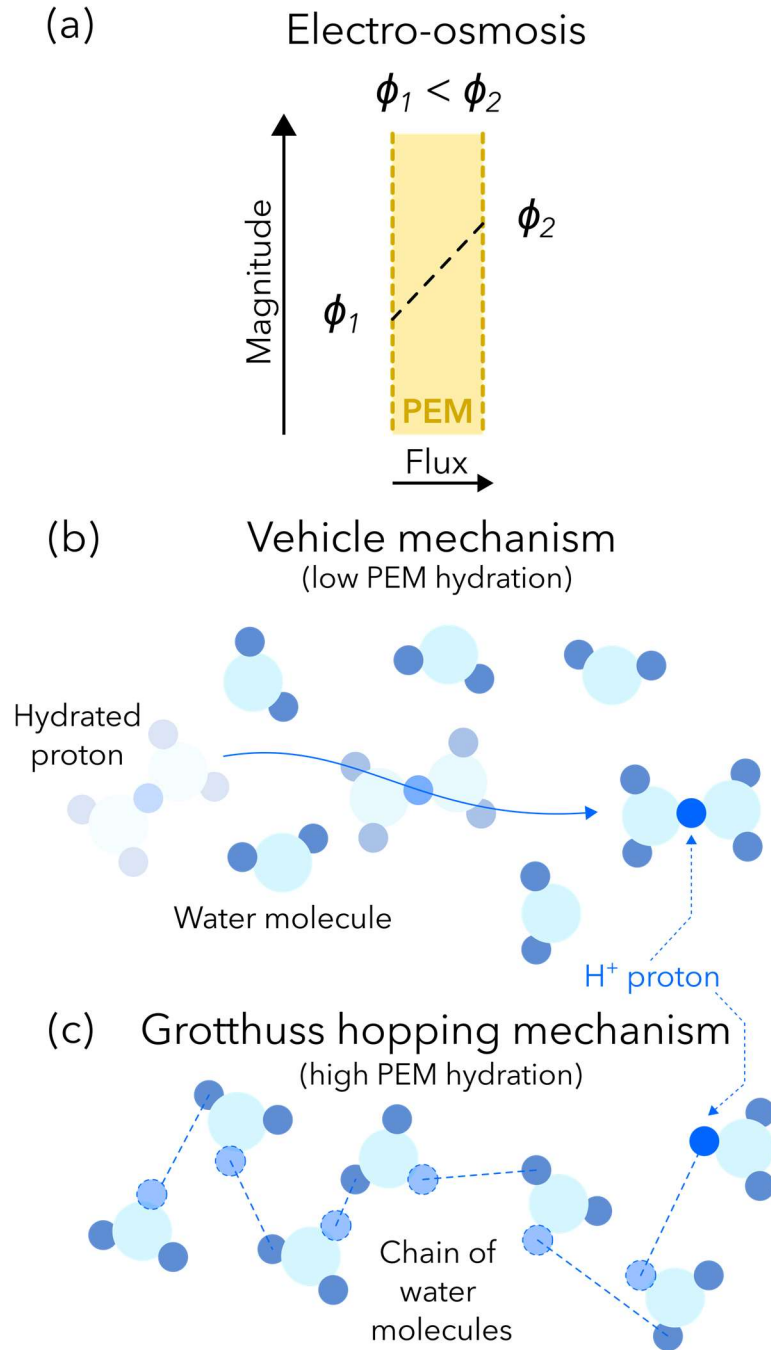 (a)
Electro-osmosis
ϕ₁ < ϕ₂
Magnitude
ϕ₂
ϕ₁
PEM
Flux
(b) Vehicle mechanism
(low PEM hydration)
Hydrated
proton
Water molecule
H⁺ proton
(c) Grotthuss hopping mechanism
(high PEM hydration)
Chain of
water
molecules